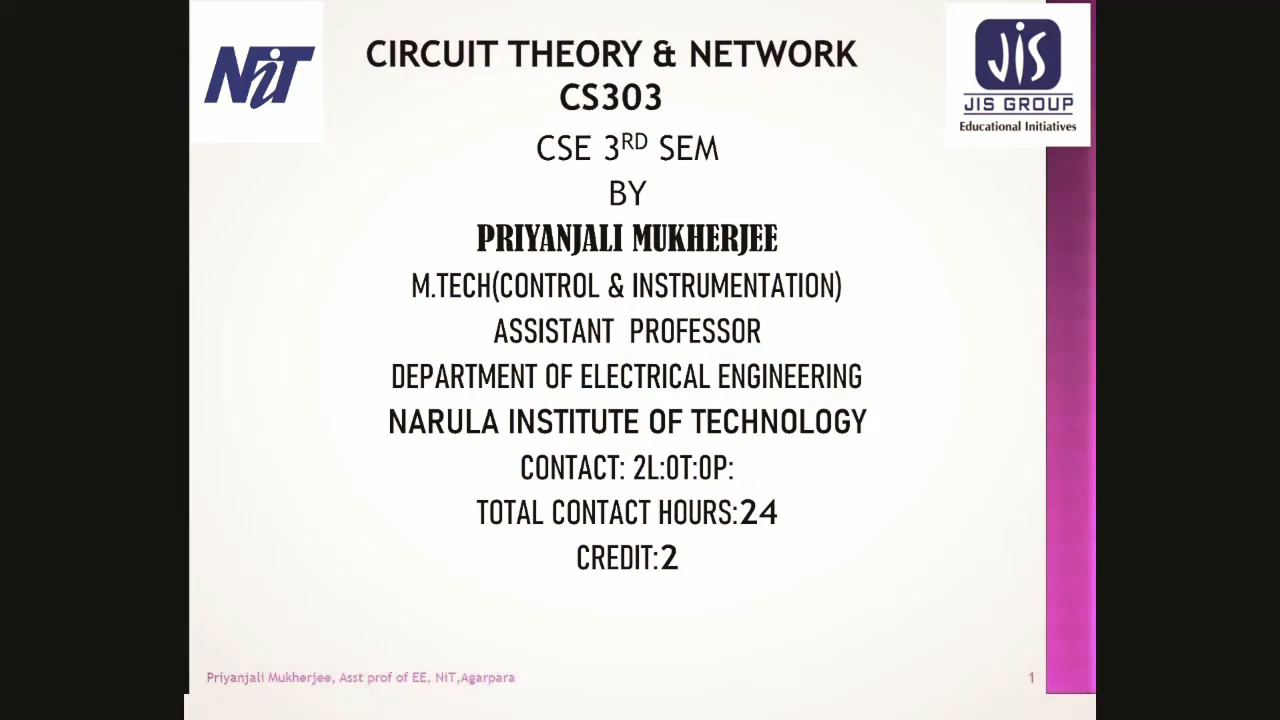 NiT
JIS
JIS GROUP
Educational Initiatives
CIRCUIT THEORY & NETWORK
CS303
CSE 3RD SEM
BY
PRIYANJALI MUKHERJEE
M.TECH(CONTROL & INSTRUMENTATION)
ASSISTANT PROFESSOR
DEPARTMENT OF ELECTRICAL ENGINEERING
NARULA INSTITUTE OF TECHNOLOGY
CONTACT: 2L:0T:0P:
TOTAL CONTACT HOURS:24
CREDIT:2
Priyanjali Mukherjee, Asst prof of EE, NiT,Agarpara
1